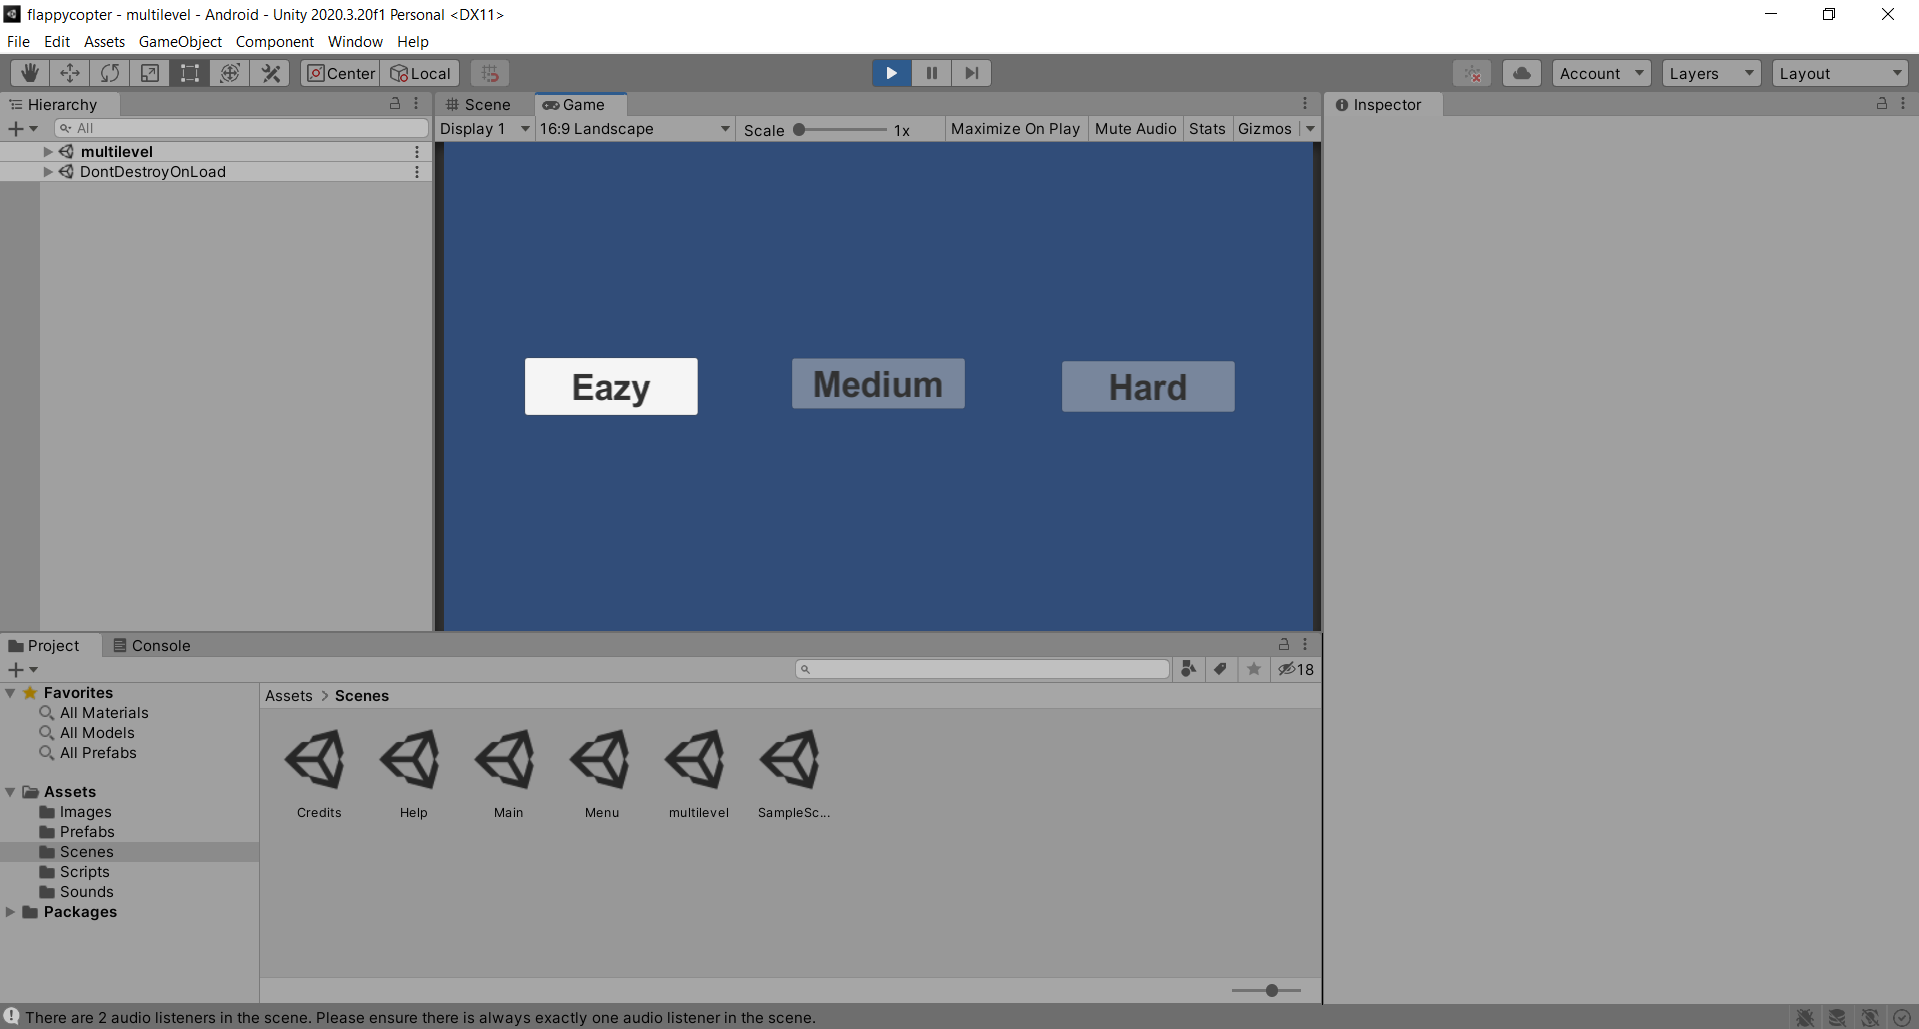 flappycopter - multilevel - Android - Unity 2020.3.20f1 Personal <DX11>
File Edit Assets GameObject Component Window Help
Center Local Account Layers Layout
Hierarchy
All
multilevel
DontDestroyOnLoad
Scene Game
Display 1 16:9 Landscape Scale 1x Maximize On Play Mute Audio Stats Gizmos
Eazy Medium Hard
Inspector
Project Console
18
Favorites
All Materials
All Models
All Prefabs
Assets
Images
Prefabs
Scenes
Scripts
Sounds
Packages
Assets > Scenes
Credits Help Main Menu multilevel SampleSc...
There are 2 audio listeners in the scene. Please ensure there is always exactly one audio listener in the scene.